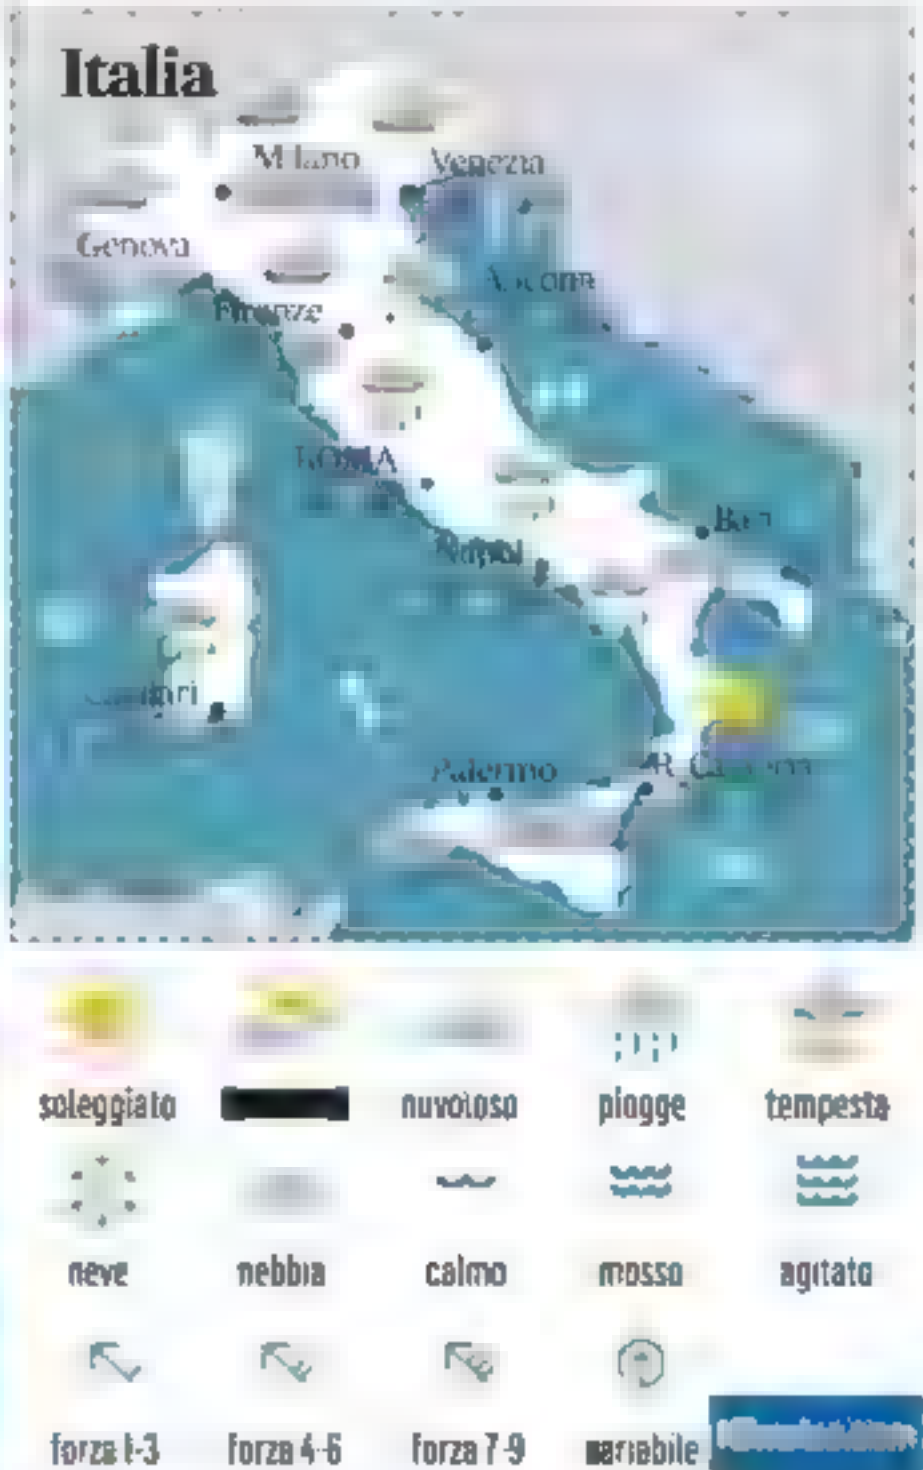 Italia
Milano Venezia
Genova
Ancona
Firenze
ROMA
Bari
Napoli
Cagliari
Palermo
soleggiato nuvoloso piogge tempesta
neve nebbia calmo mosso agitato
forza 1-3 forza 4-6 forza 7-9 variabile